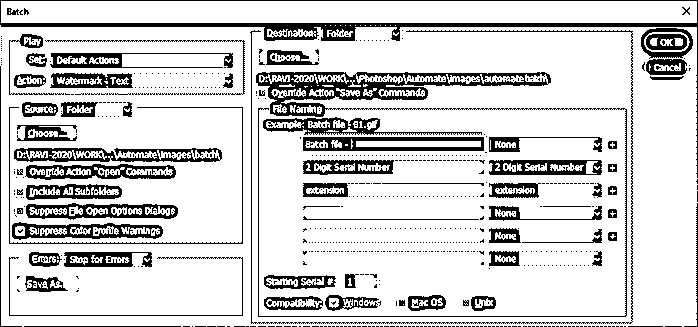 Batch
Play
Set: Default Actions
Action: Watermark - Text
Source: Folder
Choose...
D:\RAVI-2020\WORK\...\Automate\images\batch\
Override Action "Open" Commands
Include All Subfolders
Suppress File Open Options Dialogs
Suppress Color Profile Warnings
Errors: Stop for Errors
Save As...
Destination: Folder
Choose...
D:\RAVI-2020\WORK\...\Photoshop\Automate\images\automatebatch\
Override Action "Save As" Commands
File Naming
Example: Batch file - 01.gif
Batch file - None
2 Digit Serial Number 2 Digit Serial Number
extension extension
None
None
None
Starting Serial #: 1
Compatibility: Windows Mac OS Unix
OK
Cancel